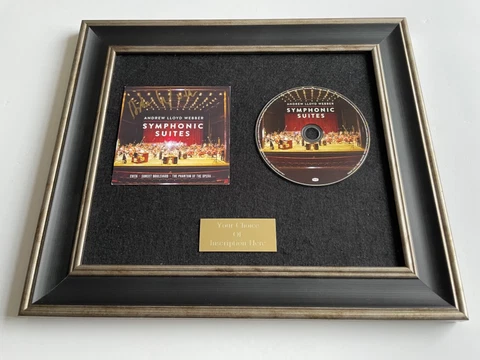 ANDREW LLOYD WEBBER
SYMPHONIC
SUITES
EVITA · SUNSET BOULEVARD · THE PHANTOM OF THE OPERA
ANDREW LLOYD WEBBER
SYMPHONIC
SUITES
Your Choice
Of
Inscription Here